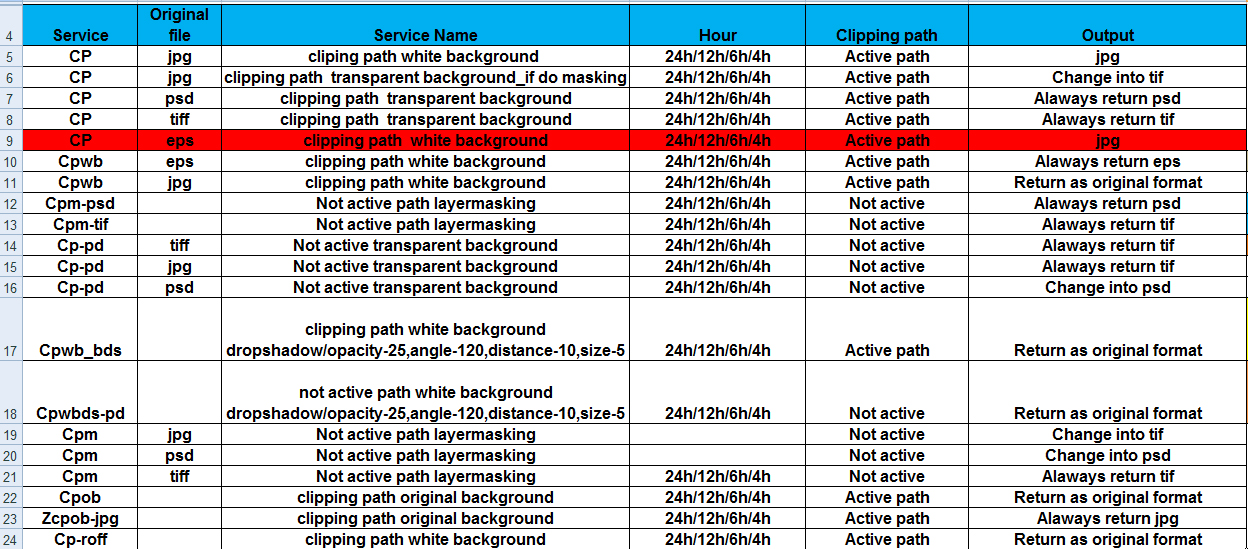 4 Service Original file Service Name Hour Clipping path Output
5 CP jpg cliping path white background 24h/12h/6h/4h Active path jpg
6 CP jpg clipping path transparent background_if do masking 24h/12h/6h/4h Active path Change into tif
7 CP psd clipping path transparent background 24h/12h/6h/4h Active path Alaways return psd
8 CP tiff clipping path transparent background 24h/12h/6h/4h Active path Alaways return tif
9 CP eps clipping path white background 24h/12h/6h/4h Active path jpg
10 Cpwb eps clipping path white background 24h/12h/6h/4h Active path Alaways return eps
11 Cpwb jpg clipping path white background 24h/12h/6h/4h Active path Return as original format
12 Cpm-psd Not active path layermasking 24h/12h/6h/4h Not active Alaways return psd
13 Cpm-tif Not active path layermasking 24h/12h/6h/4h Not active Alaways return tif
14 Cp-pd tiff Not active transparent background 24h/12h/6h/4h Not active Alaways return tif
15 Cp-pd jpg Not active transparent background 24h/12h/6h/4h Not active Alaways return tif
16 Cp-pd psd Not active transparent background 24h/12h/6h/4h Not active Change into psd
clipping path white background
17 Cpwb_bds dropshadow/opacity-25,angle-120,distance-10,size-5 24h/12h/6h/4h Active path Return as original format
not active path white background
18 Cpwbds-pd dropshadow/opacity-25,angle-120,distance-10,size-5 24h/12h/6h/4h Not active Return as original format
19 Cpm jpg Not active path layermasking Not active Change into tif
20 Cpm psd Not active path layermasking Not active Change into psd
21 Cpm tiff Not active path layermasking 24h/12h/6h/4h Not active Alaways return tif
22 Cpob clipping path original background 24h/12h/6h/4h Active path Return as original format
23 Zcpob-jpg clipping path original background 24h/12h/6h/4h Active path Alaways return jpg
24 Cp-roff clipping path white background 24h/12h/6h/4h Active path Return as original format